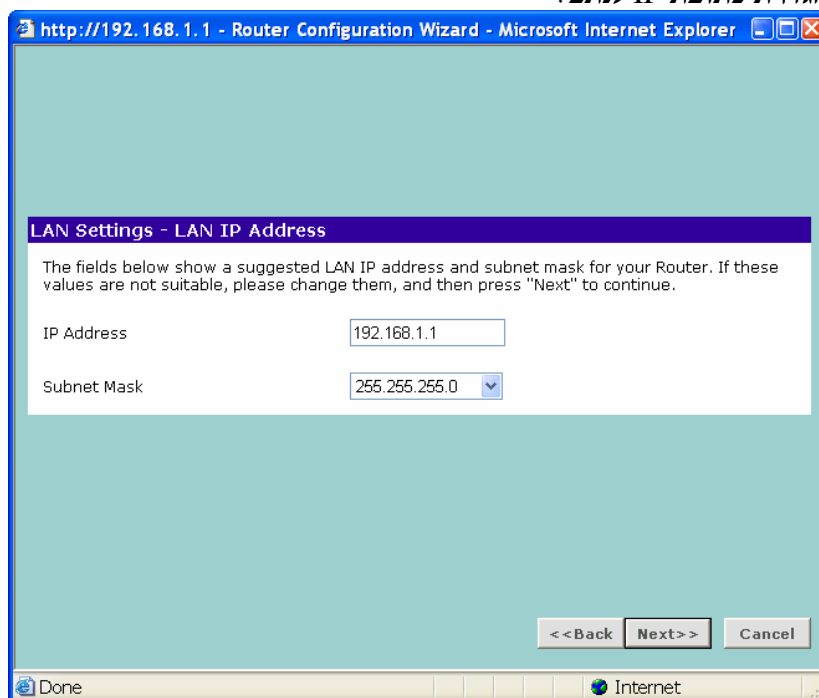 http://192.168.1.1 - Router Configuration Wizard - Microsoft Internet Explorer
LAN Settings - LAN IP Address
The fields below show a suggested LAN IP address and subnet mask for your Router. If these
values are not suitable, please change them, and then press "Next" to continue.
IP Address 192.168.1.1
Subnet Mask 255.255.255.0
<<Back Next>> Cancel
Done Internet